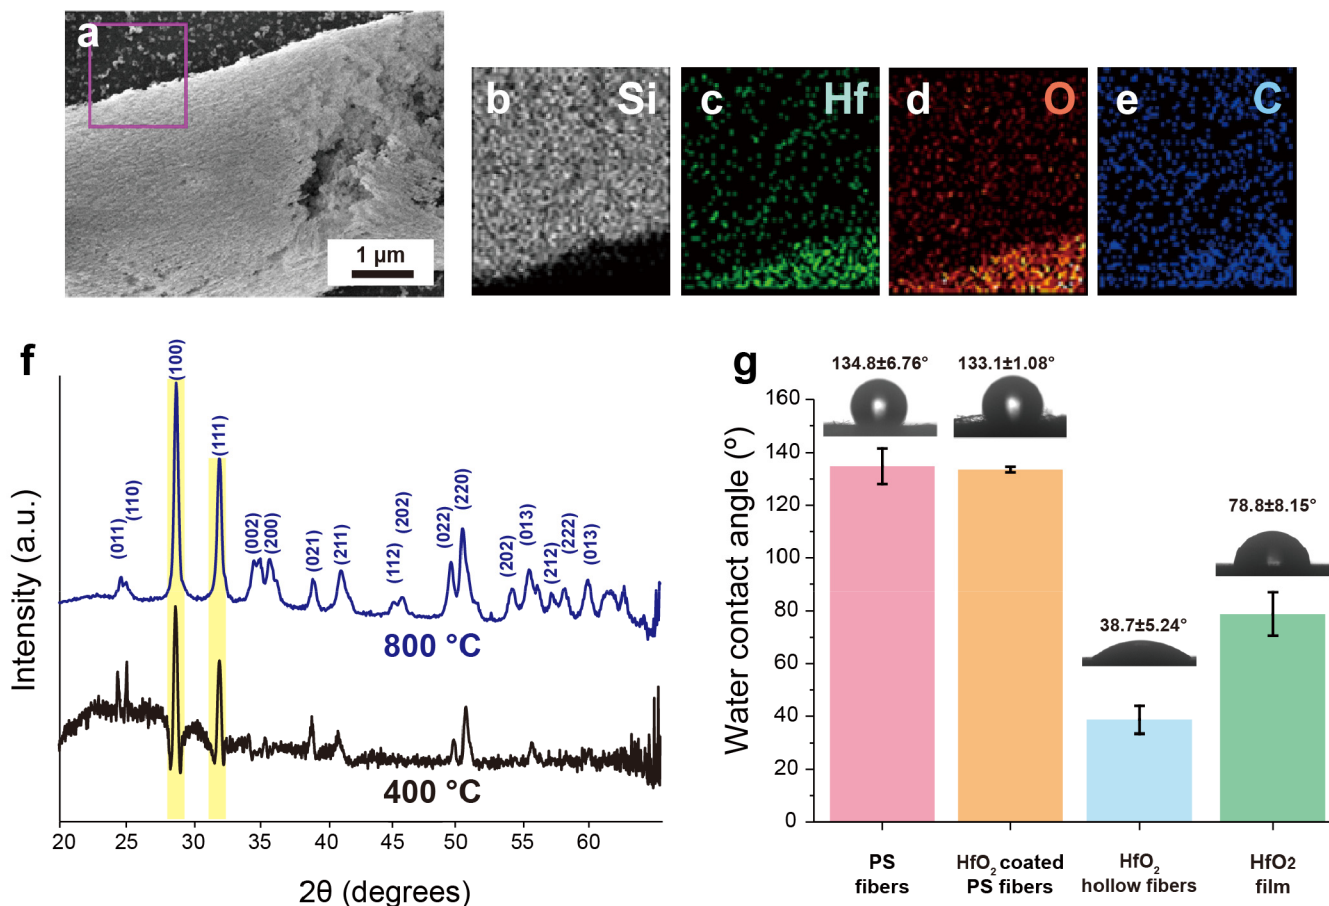 a
1 µm
b
Si
c
Hf
d
O
e
C
f
Intensity (a.u.)
(011)
(110)
(100)
(111)
(002)
(200)
(021)
(211)
(112)
(202)
(022)
(220)
(202)
(013)
(212)
(222)
(013)
800 °C
400 °C
20
25
30
35
40
45
50
55
60
2θ (degrees)
g
Water contact angle (º)
160
140
120
100
80
60
40
20
0
134.8±6.76°
133.1±1.08°
38.7±5.24°
78.8±8.15°
PS
fibers
HfO₂ coated
PS fibers
HfO₂
hollow fibers
HfO2
film